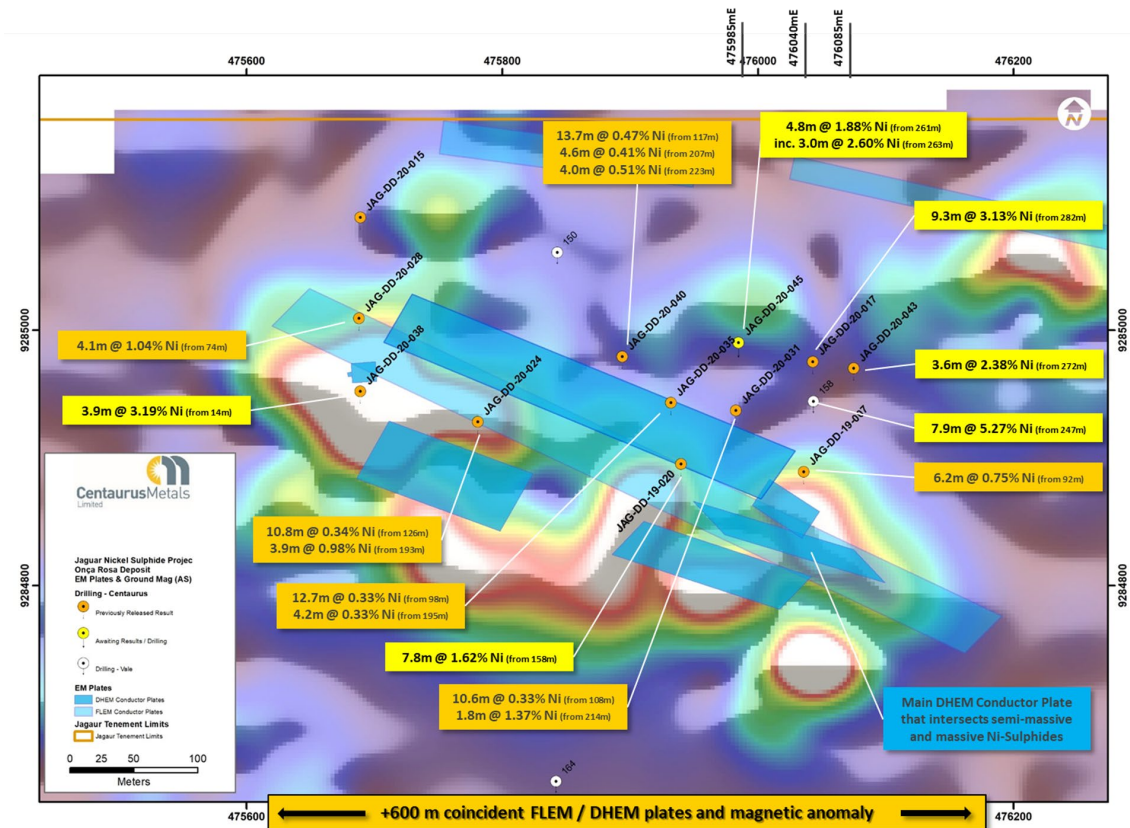 475985mE
476040mE
476085mE
475600
475800
476000
476200
N
9285000
9285000
9284800
9284800
13.7m @ 0.47% Ni (from 117m)
4.6m @ 0.41% Ni (from 207m)
4.0m @ 0.51% Ni (from 223m)
4.8m @ 1.88% Ni (from 261m)
inc. 3.0m @ 2.60% Ni (from 263m)
9.3m @ 3.13% Ni (from 282m)
JAG-DD-20-015
150
JAG-DD-20-028
JAG-DD-20-040
JAG-DD-20-045
JAG-DD-20-017
JAG-DD-20-043
4.1m @ 1.04% Ni (from 74m)
JAG-DD-20-038
JAG-DD-20-024
JAG-DD-20-035
JAG-DD-20-031
158
3.6m @ 2.38% Ni (from 272m)
3.9m @ 3.19% Ni (from 14m)
7.9m @ 5.27% Ni (from 247m)
JAG-DD-19-007
JAG-DD-19-020
6.2m @ 0.75% Ni (from 92m)
10.8m @ 0.34% Ni (from 126m)
3.9m @ 0.98% Ni (from 193m)
12.7m @ 0.33% Ni (from 98m)
4.2m @ 0.33% Ni (from 195m)
7.8m @ 1.62% Ni (from 158m)
10.6m @ 0.33% Ni (from 108m)
1.8m @ 1.37% Ni (from 214m)
Main DHEM Conductor Plate
that intersects semi-massive
and massive Ni-Sulphides
164
CentaurusMetals
Limited
Jaguar Nickel Sulphide Projec
Onça Rosa Deposit
EM Plates & Ground Mag (AS)
Drilling - Centaurus
Previously Released Result
Awaiting Results / Drilling
Drilling - Vale
EM Plates
DHEM Conductor Plates
FLEM Conductor Plates
Jagaur Tenement Limits
Jagaur Tenement Limits
0 25 50 100
Meters
475600
476200
+600 m coincident FLEM / DHEM plates and magnetic anomaly